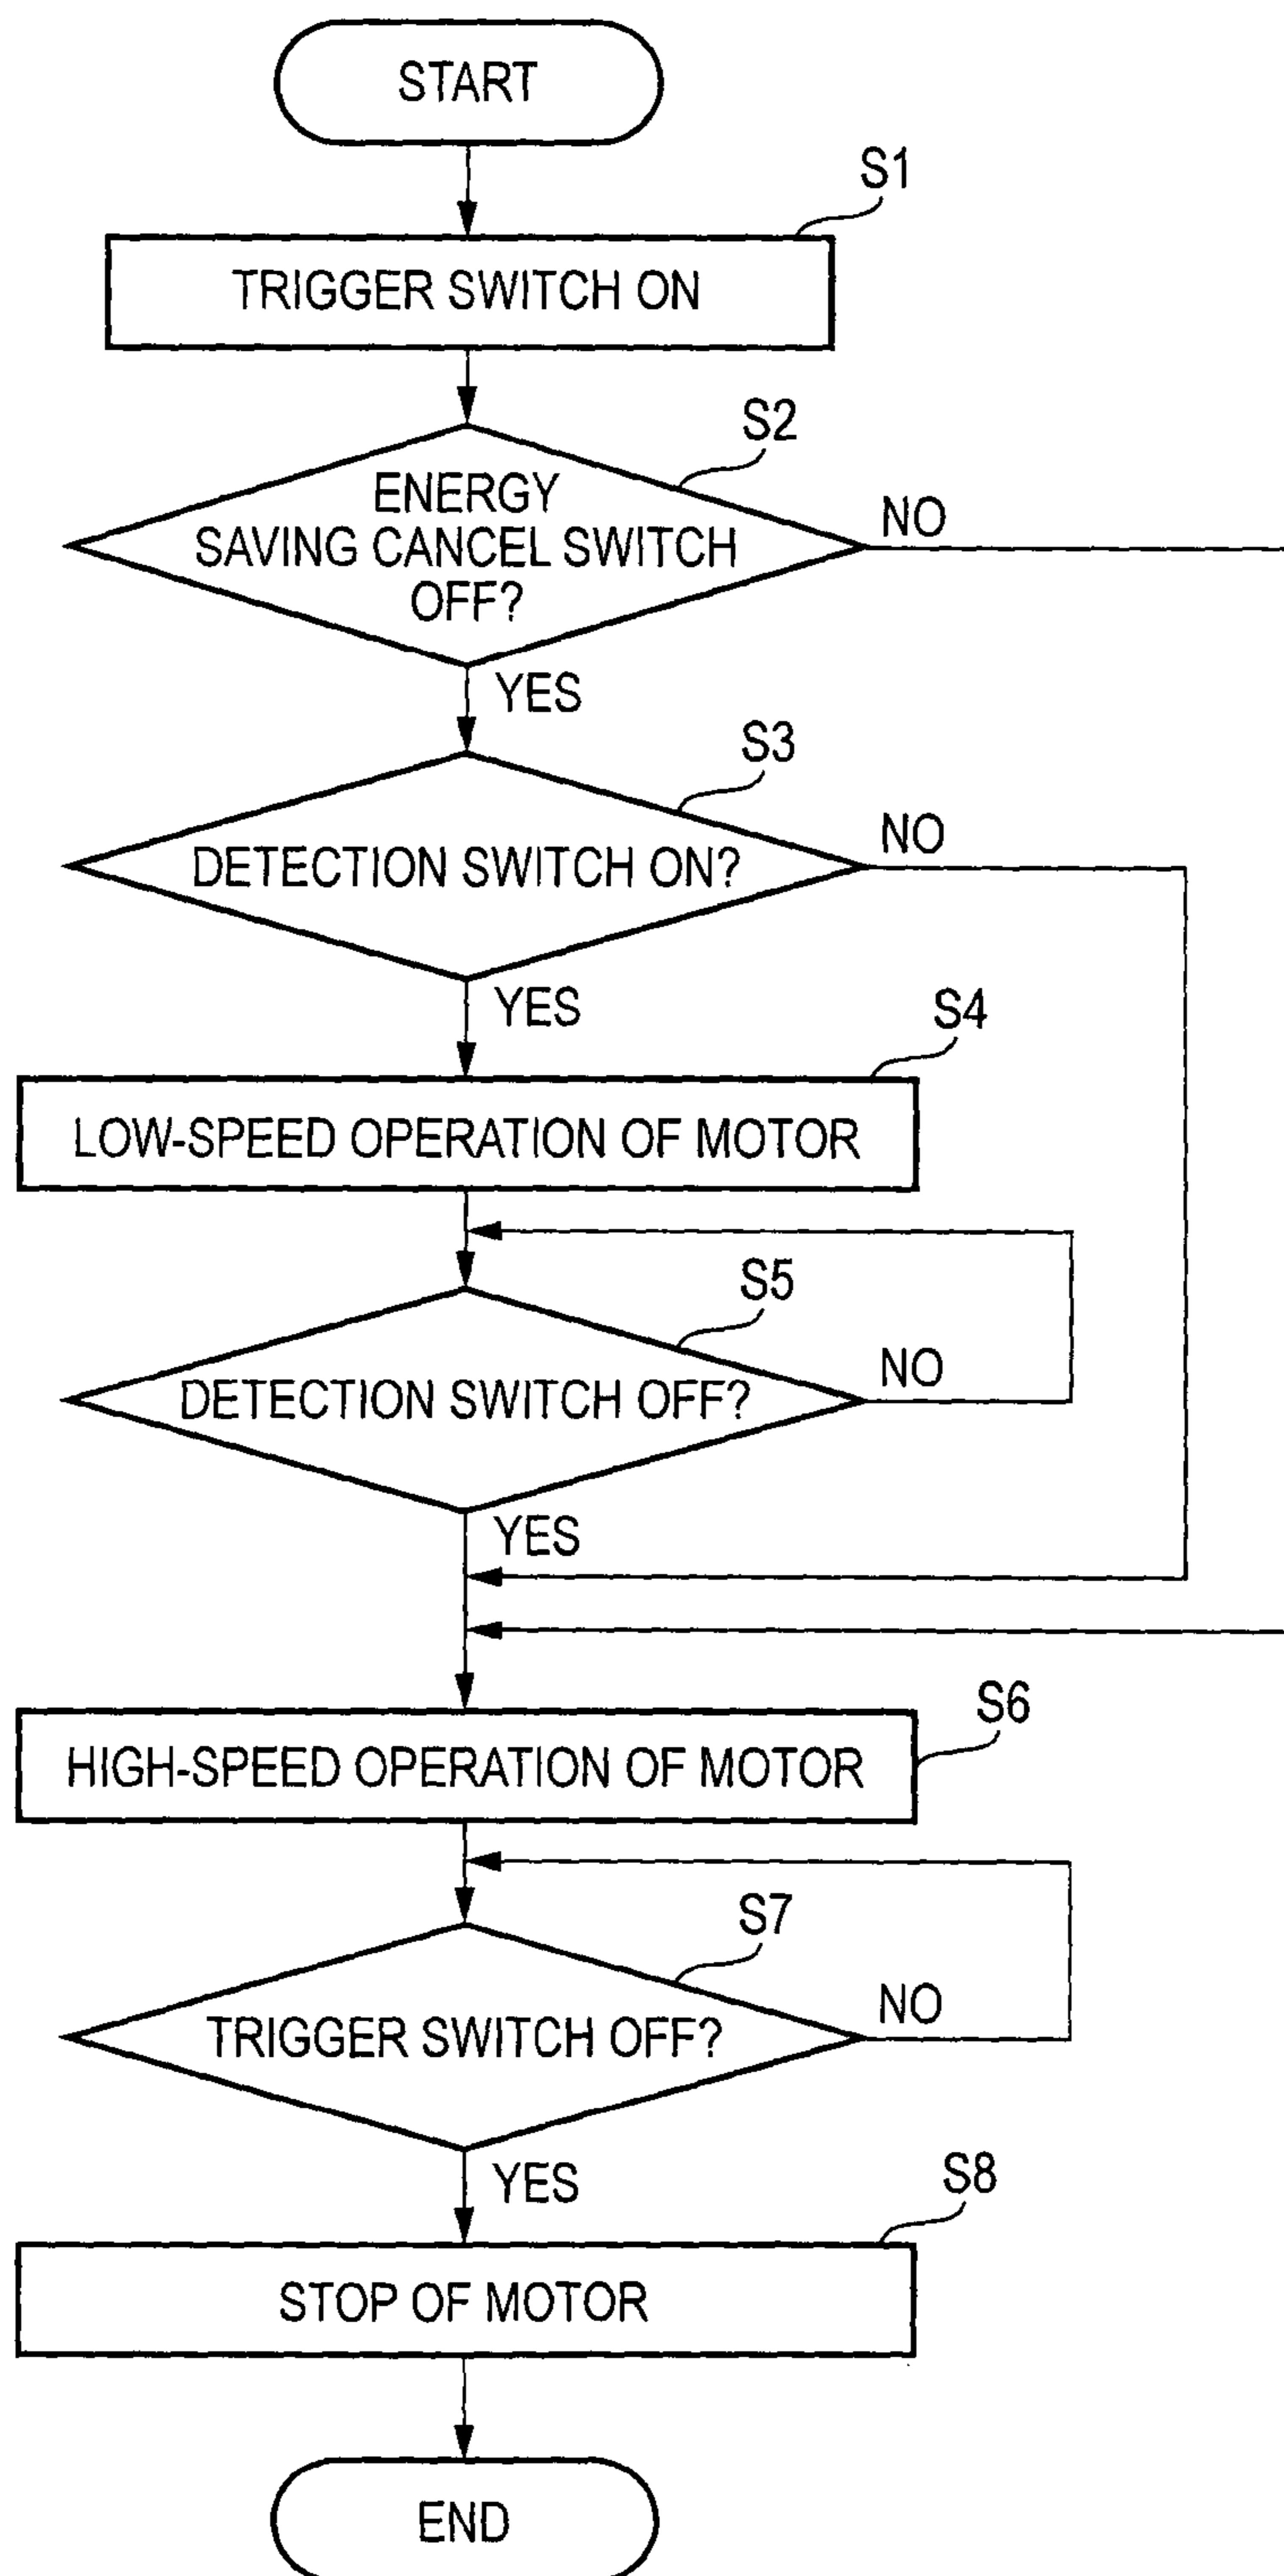 START
S1
TRIGGER SWITCH ON
S2
ENERGY
SAVING CANCEL SWITCH
OFF?
NO
YES
S3
DETECTION SWITCH ON?
NO
YES
S4
LOW-SPEED OPERATION OF MOTOR
S5
DETECTION SWITCH OFF?
NO
YES
S6
HIGH-SPEED OPERATION OF MOTOR
S7
TRIGGER SWITCH OFF?
NO
YES
S8
STOP OF MOTOR
END